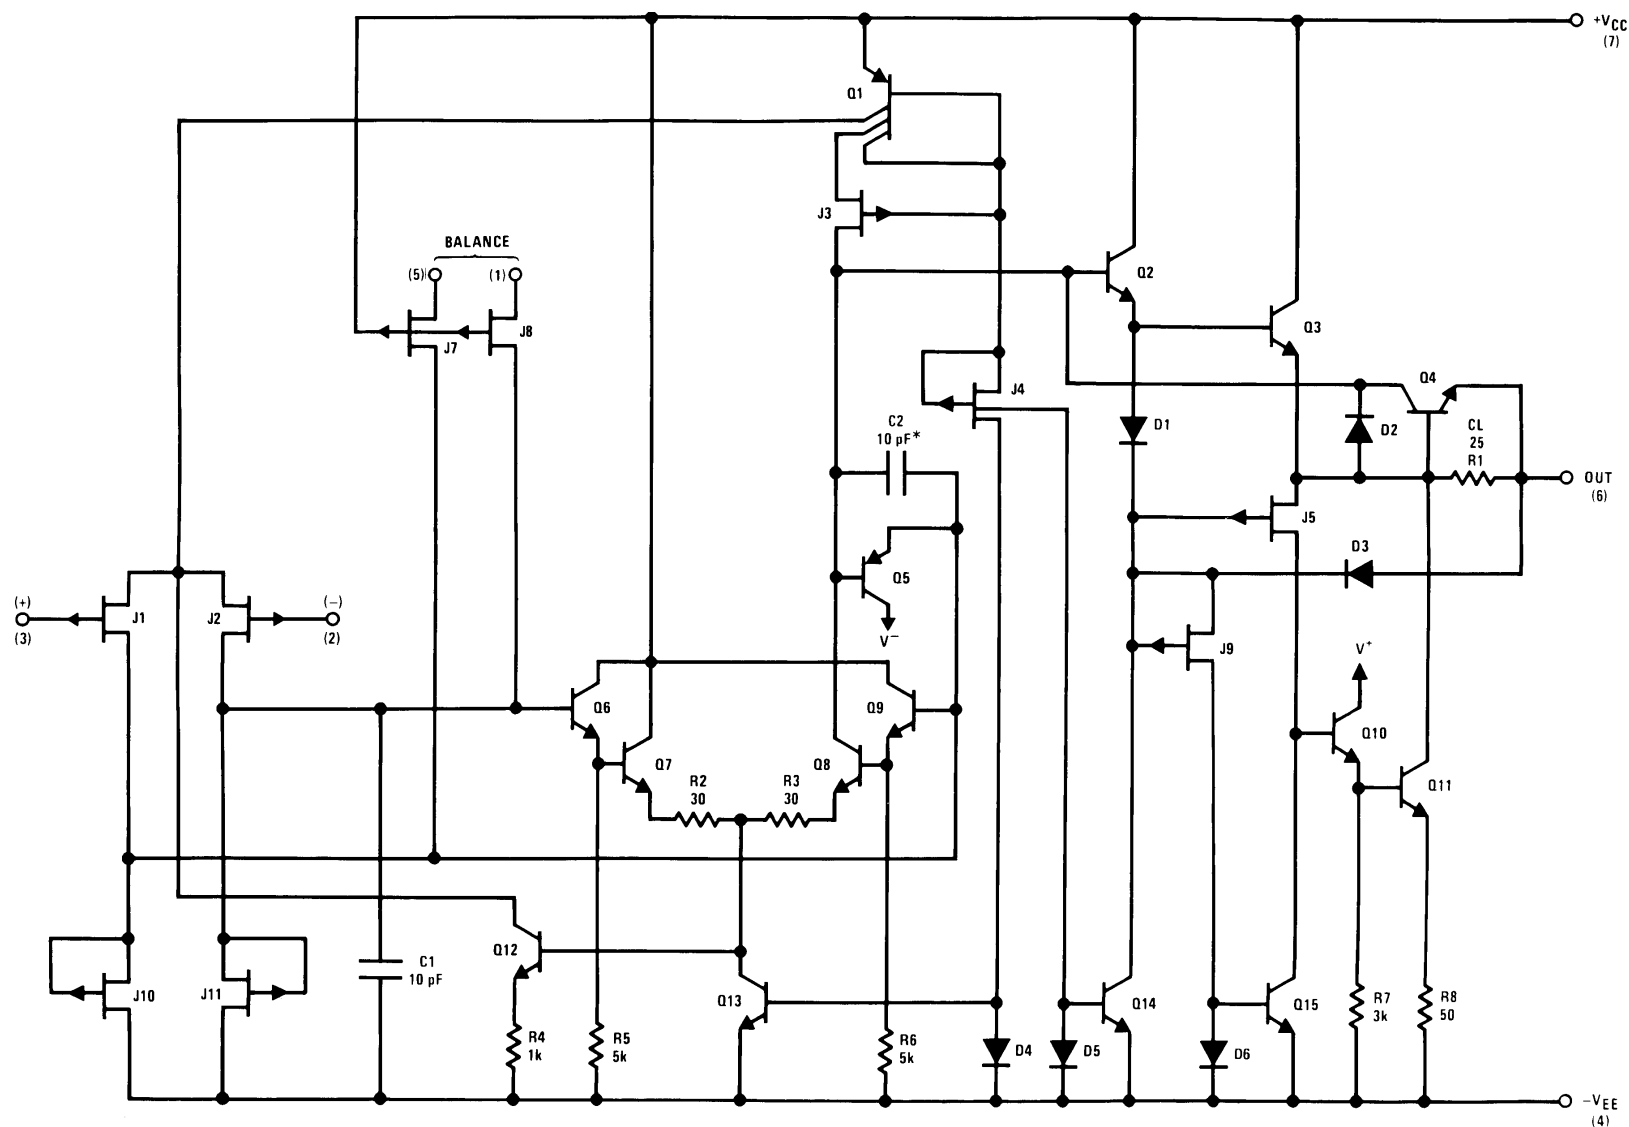 +VCC
(7)
Q1
J3
BALANCE
(5)
(1)
J7
J8
Q2
Q3
J4
Q4
D1
D2
CL
25
R1
C2
10 pF*
OUT
(6)
J5
D3
Q5
V−
(+)
(3)
J1
J2
(−)
(2)
J9
V+
Q6
Q9
Q7
Q8
Q10
R2
30
R3
30
Q11
Q12
C1
10 pF
J10
J11
Q13
Q14
Q15
R7
3k
R8
50
R4
1k
R5
5k
R6
5k
D4
D5
D6
−VEE
(4)